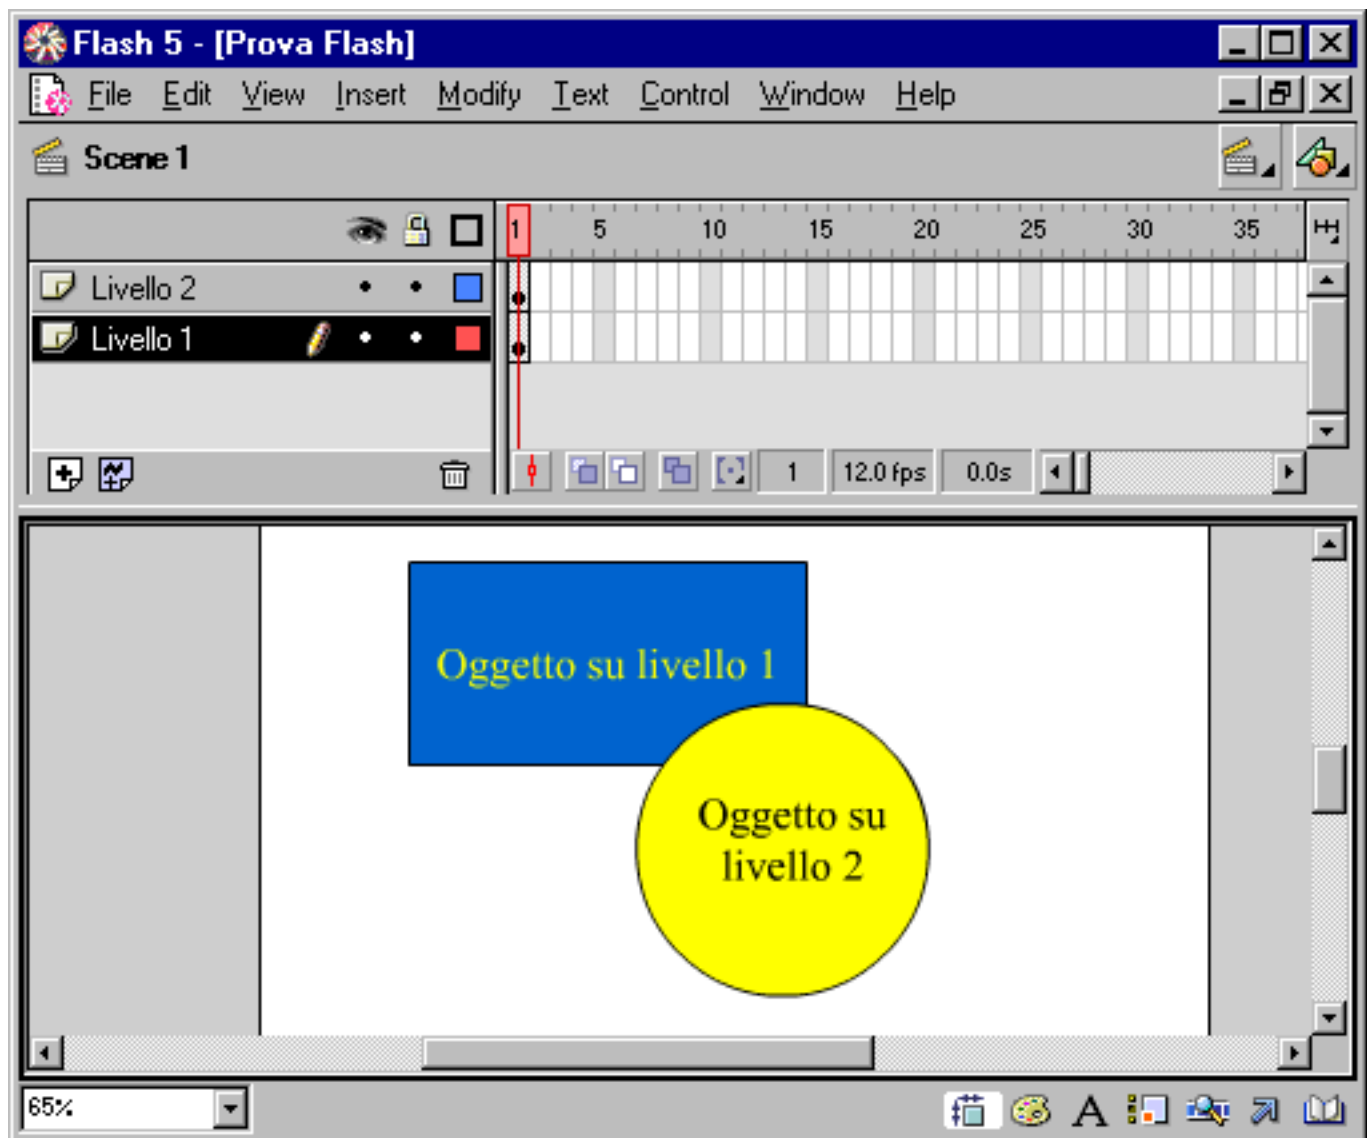 Flash 5 - [Prova Flash]
File Edit View Insert Modify Text Control Window Help
Scene 1
1 5 10 15 20 25 30 35
Livello 2
Livello 1
1 12.0 fps 0.0s
Oggetto su livello 1
Oggetto su
livello 2
65%